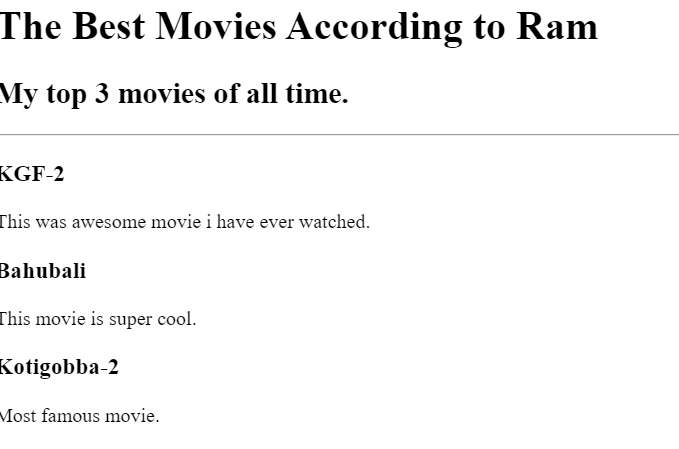 The Best Movies According to Ram
My top 3 movies of all time.
KGF-2
This was awesome movie i have ever watched.
Bahubali
This movie is super cool.
Kotigobba-2
Most famous movie.